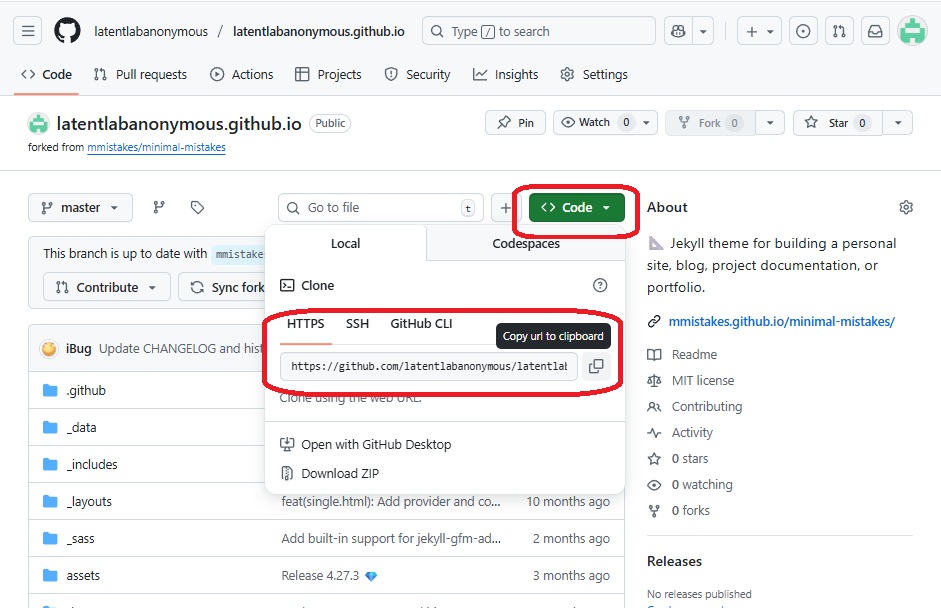 latentlabanonymous / latentlabanonymous.github.io
Type / to search
Code
Pull requests
Actions
Projects
Security
Insights
Settings
latentlabanonymous.github.io Public
forked from mmistakes/minimal-mistakes
Pin
Watch 0
Fork 0
Star 0
master
Go to file t
+
<> Code
About
Jekyll theme for building a personal
site, blog, project documentation, or
portfolio.
mmistakes.github.io/minimal-mistakes/
Readme
MIT license
Contributing
Activity
0 stars
0 watching
0 forks
Releases
No releases published
This branch is up to date with mmistake
Contribute
Sync fork
Local
Codespaces
Clone
HTTPS
SSH
GitHub CLI
Copy url to clipboard
https://github.com/latentlabanonymous/latentlab
Clone using the web URL.
Open with GitHub Desktop
Download ZIP
iBug Update CHANGELOG and hist
.github
_data
_includes
_layouts feat(single.html): Add provider and co... 10 months ago
_sass Add built-in support for jekyll-gfm-ad... 2 months ago
assets Release 4.27.3 💎 3 months ago